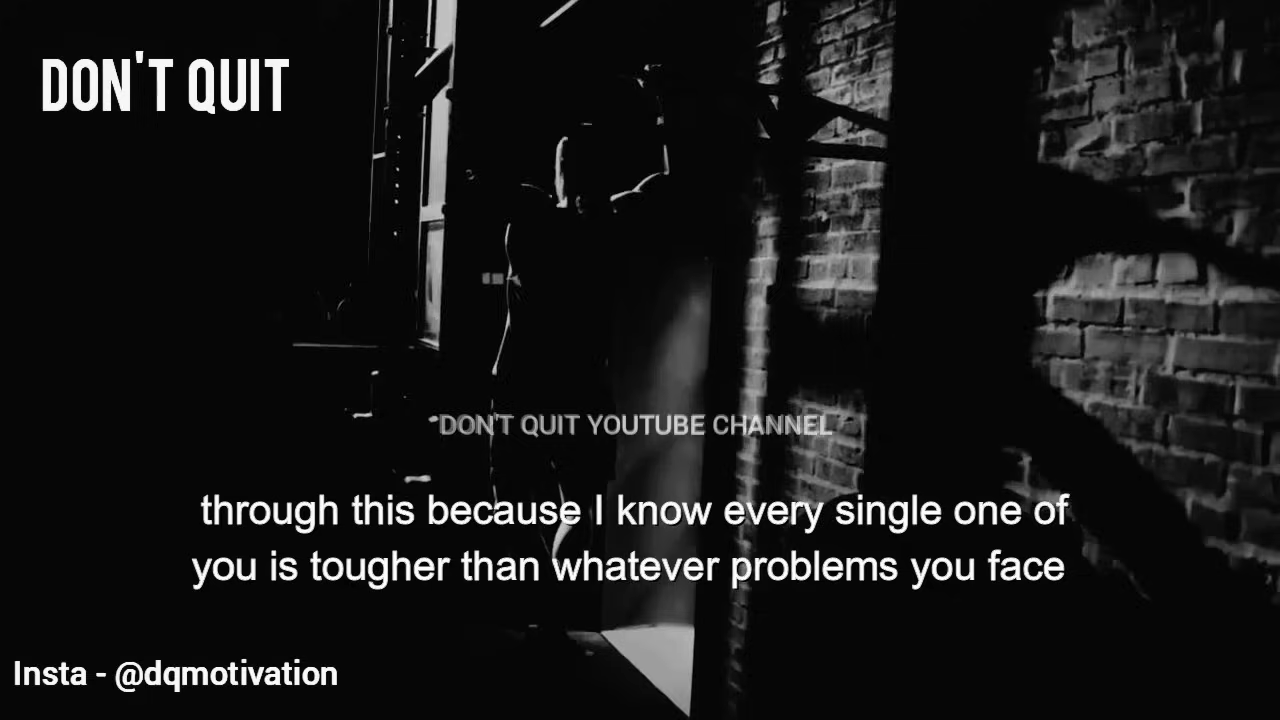 DON'T QUIT
"DON'T QUIT YOUTUBE CHANNEL
through this because I know every single one of
you is tougher than whatever problems you face
Insta - @dqmotivation